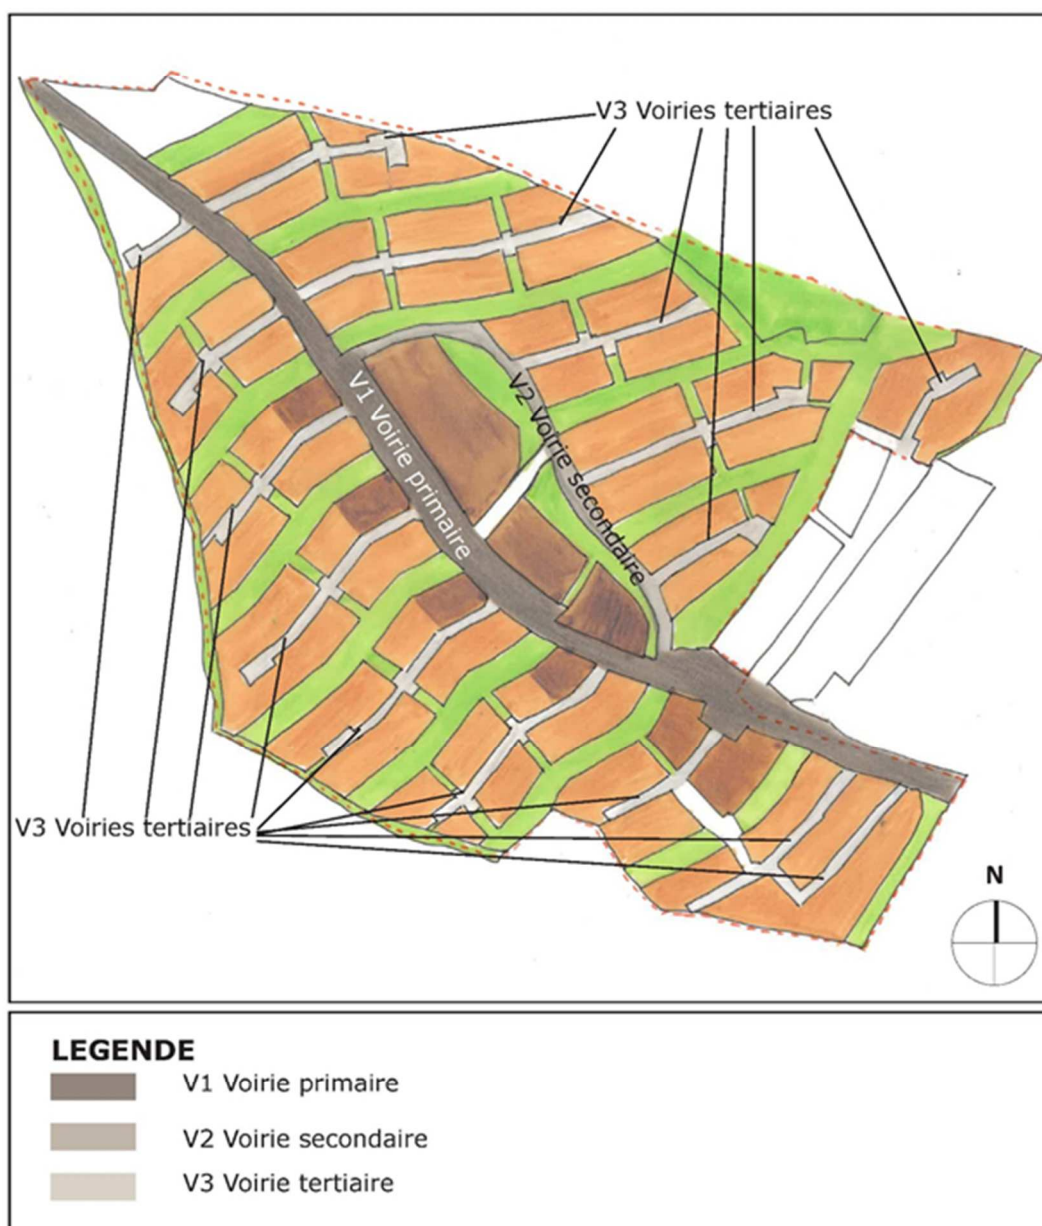 V3 Voiries tertiaires
V1 Voirie primaire
V2 Voirie secondaire
V3 Voiries tertiaires
N
LEGENDE
V1 Voirie primaire
V2 Voirie secondaire
V3 Voirie tertiaire